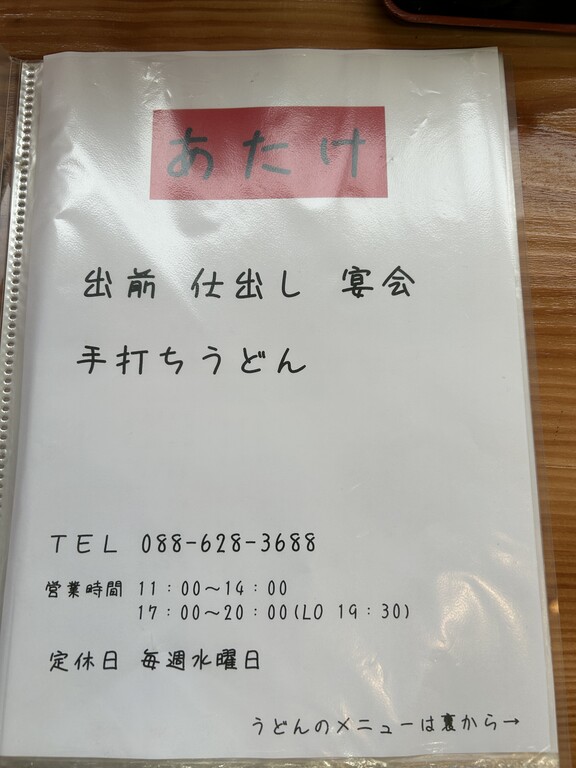 あたけ
出前 仕出し 宴会
手打ちうどん
TEL 088-628-3688
営業時間 11:00～14:00
17:00～20:00(LO 19:30)
定休日 毎週水曜日
うどんのメニューは裏から→